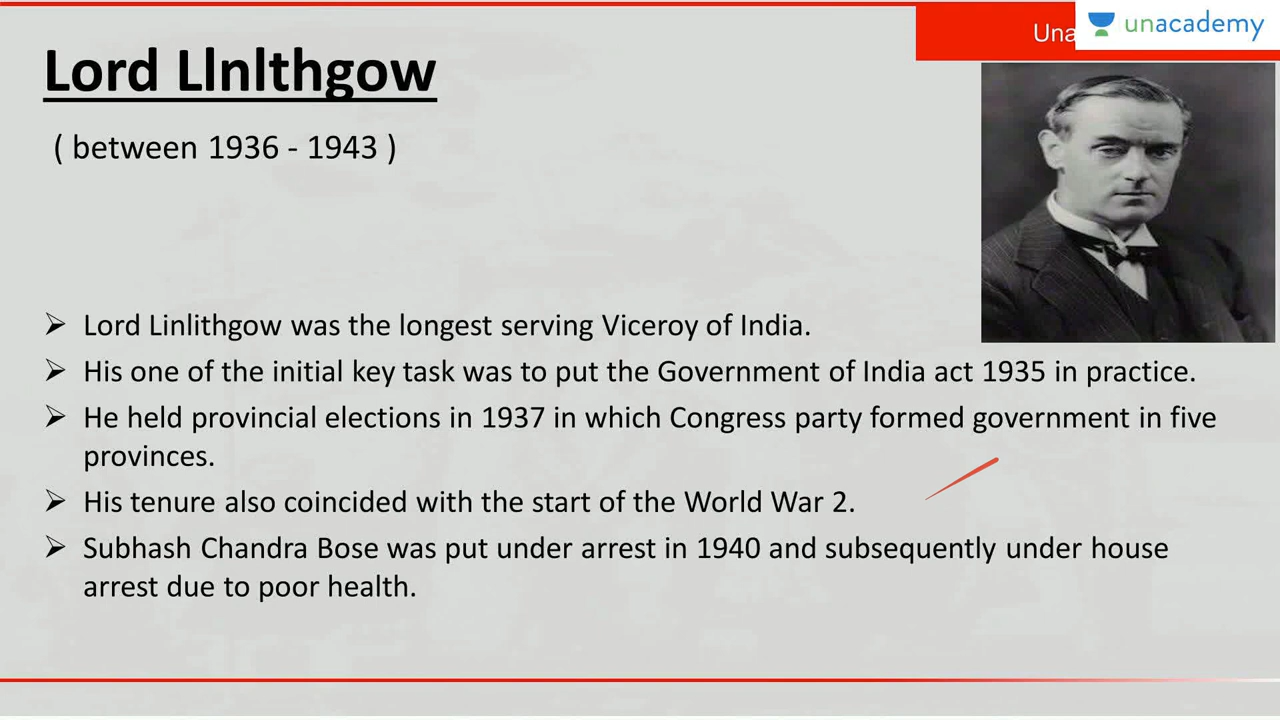 Una
unacademy
Lord LInlthgow
( between 1936 - 1943 )
➢ Lord Linlithgow was the longest serving Viceroy of India.
➢ His one of the initial key task was to put the Government of India act 1935 in practice.
➢ He held provincial elections in 1937 in which Congress party formed government in five
provinces.
➢ His tenure also coincided with the start of the World War 2.
➢ Subhash Chandra Bose was put under arrest in 1940 and subsequently under house
arrest due to poor health.